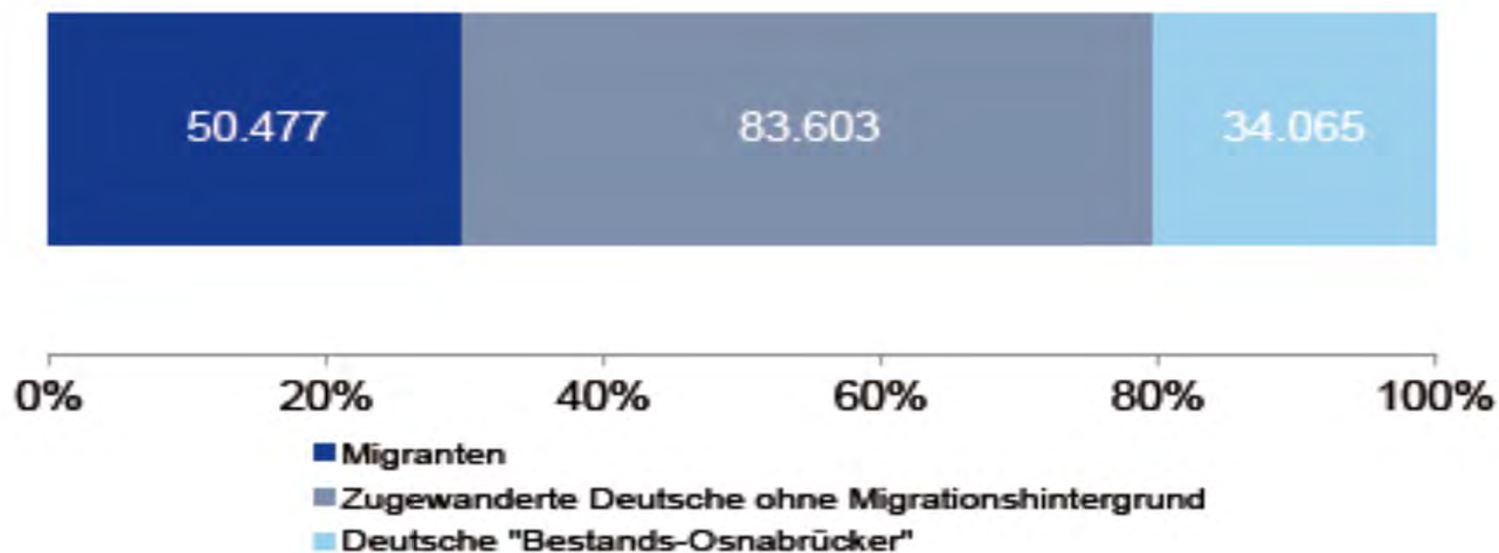 50.477 83.603 34.065
0% 20% 40% 60% 80% 100%
Migranten
Zugewanderte Deutsche ohne Migrationshintergrund
Deutsche "Bestands-Osnabrücker"